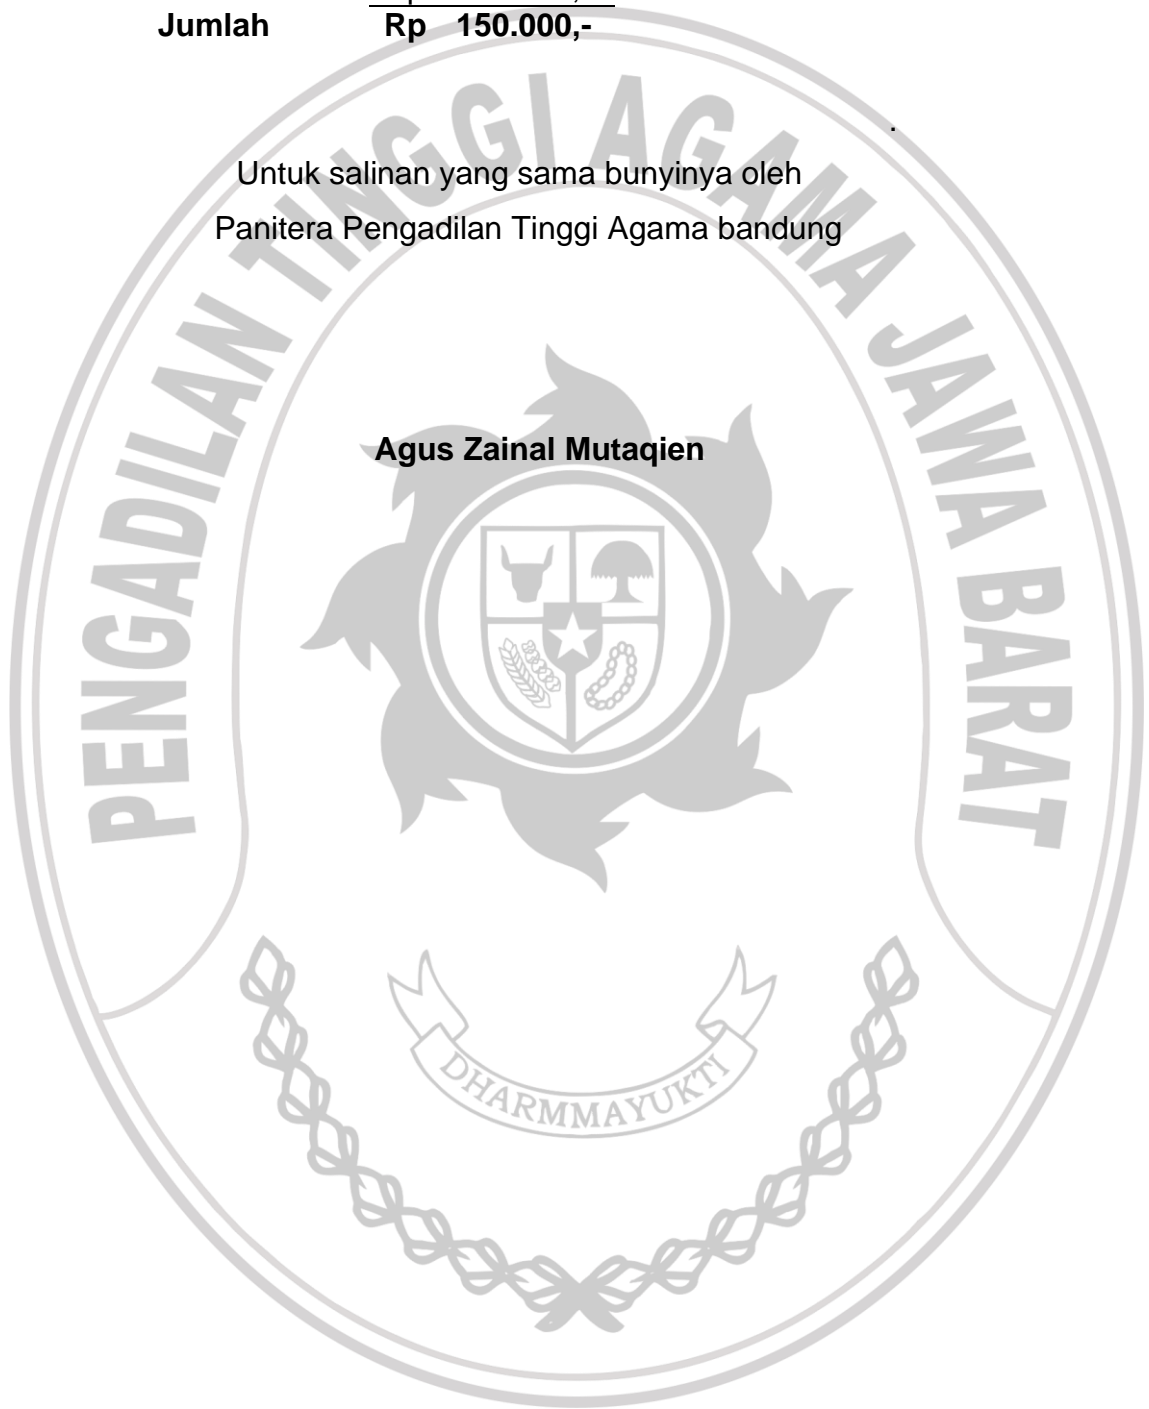 Jumlah Rp 150.000,-
.
Untuk salinan yang sama bunyinya oleh
Panitera Pengadilan Tinggi Agama bandung
Agus Zainal Mutaqien
PENGADILAN TINGGI AGAMA JAWA BARAT
DHARMMAYUKTI